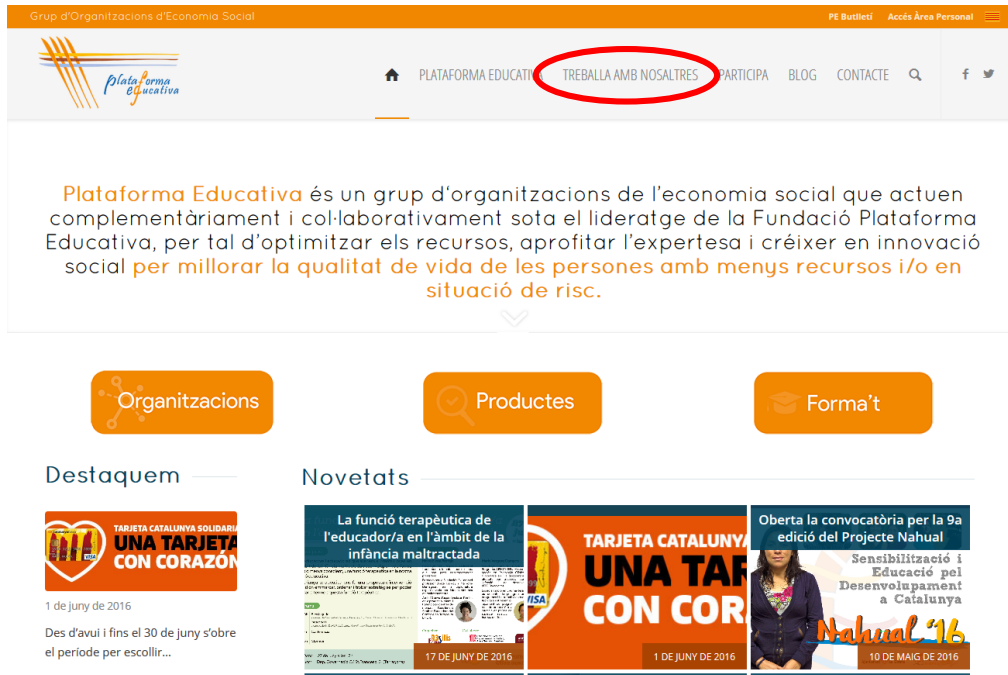 Grup d'Organitzacions d'Economia Social
PE Butlletí Accés Àrea Personal
plataforma
educativa
PLATAFORMA EDUCATIVA TREBALLA AMB NOSALTRES PARTICIPA BLOG CONTACTE
Plataforma Educativa és un grup d'organitzacions de l'economia social que actuen
complementàriament i col·laborativament sota el lideratge de la Fundació Plataforma
Educativa, per tal d'optimitzar els recursos, aprofitar l'expertesa i créixer en innovació
social per millorar la qualitat de vida de les persones amb menys recursos i/o en
situació de risc.
Organitzacions
Productes
Forma't
Destaquem
TARJETA CATALUNYA SOLIDARI
UNA TARJETA
CON CORAZÓN
VISA
1 de juny de 2016
Des d'avui i fins el 30 de juny s'obre
el període per escollir...
Novetats
La funció terapèutica de
l'educador/a en l'àmbit de la
infància maltractada
17 DE JUNY DE 2016
TARJETA CATALUNYA
UNA TAR
CON COR
VISA
1 DE JUNY DE 2016
Oberta la convocatòria per la 9a
edició del Projecte Nahual
Sensibilització i
Educació pel
Desenvolupament
a Catalunya
Nahual '16
10 DE MAIG DE 2016